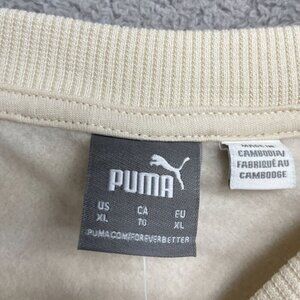 PUMA
US CA EU
XL TG XL
PUMA.COM/FOREVERBETTER
MADE IN
CAMBODIA/
FABRIQUÉ AU
CAMBODGE